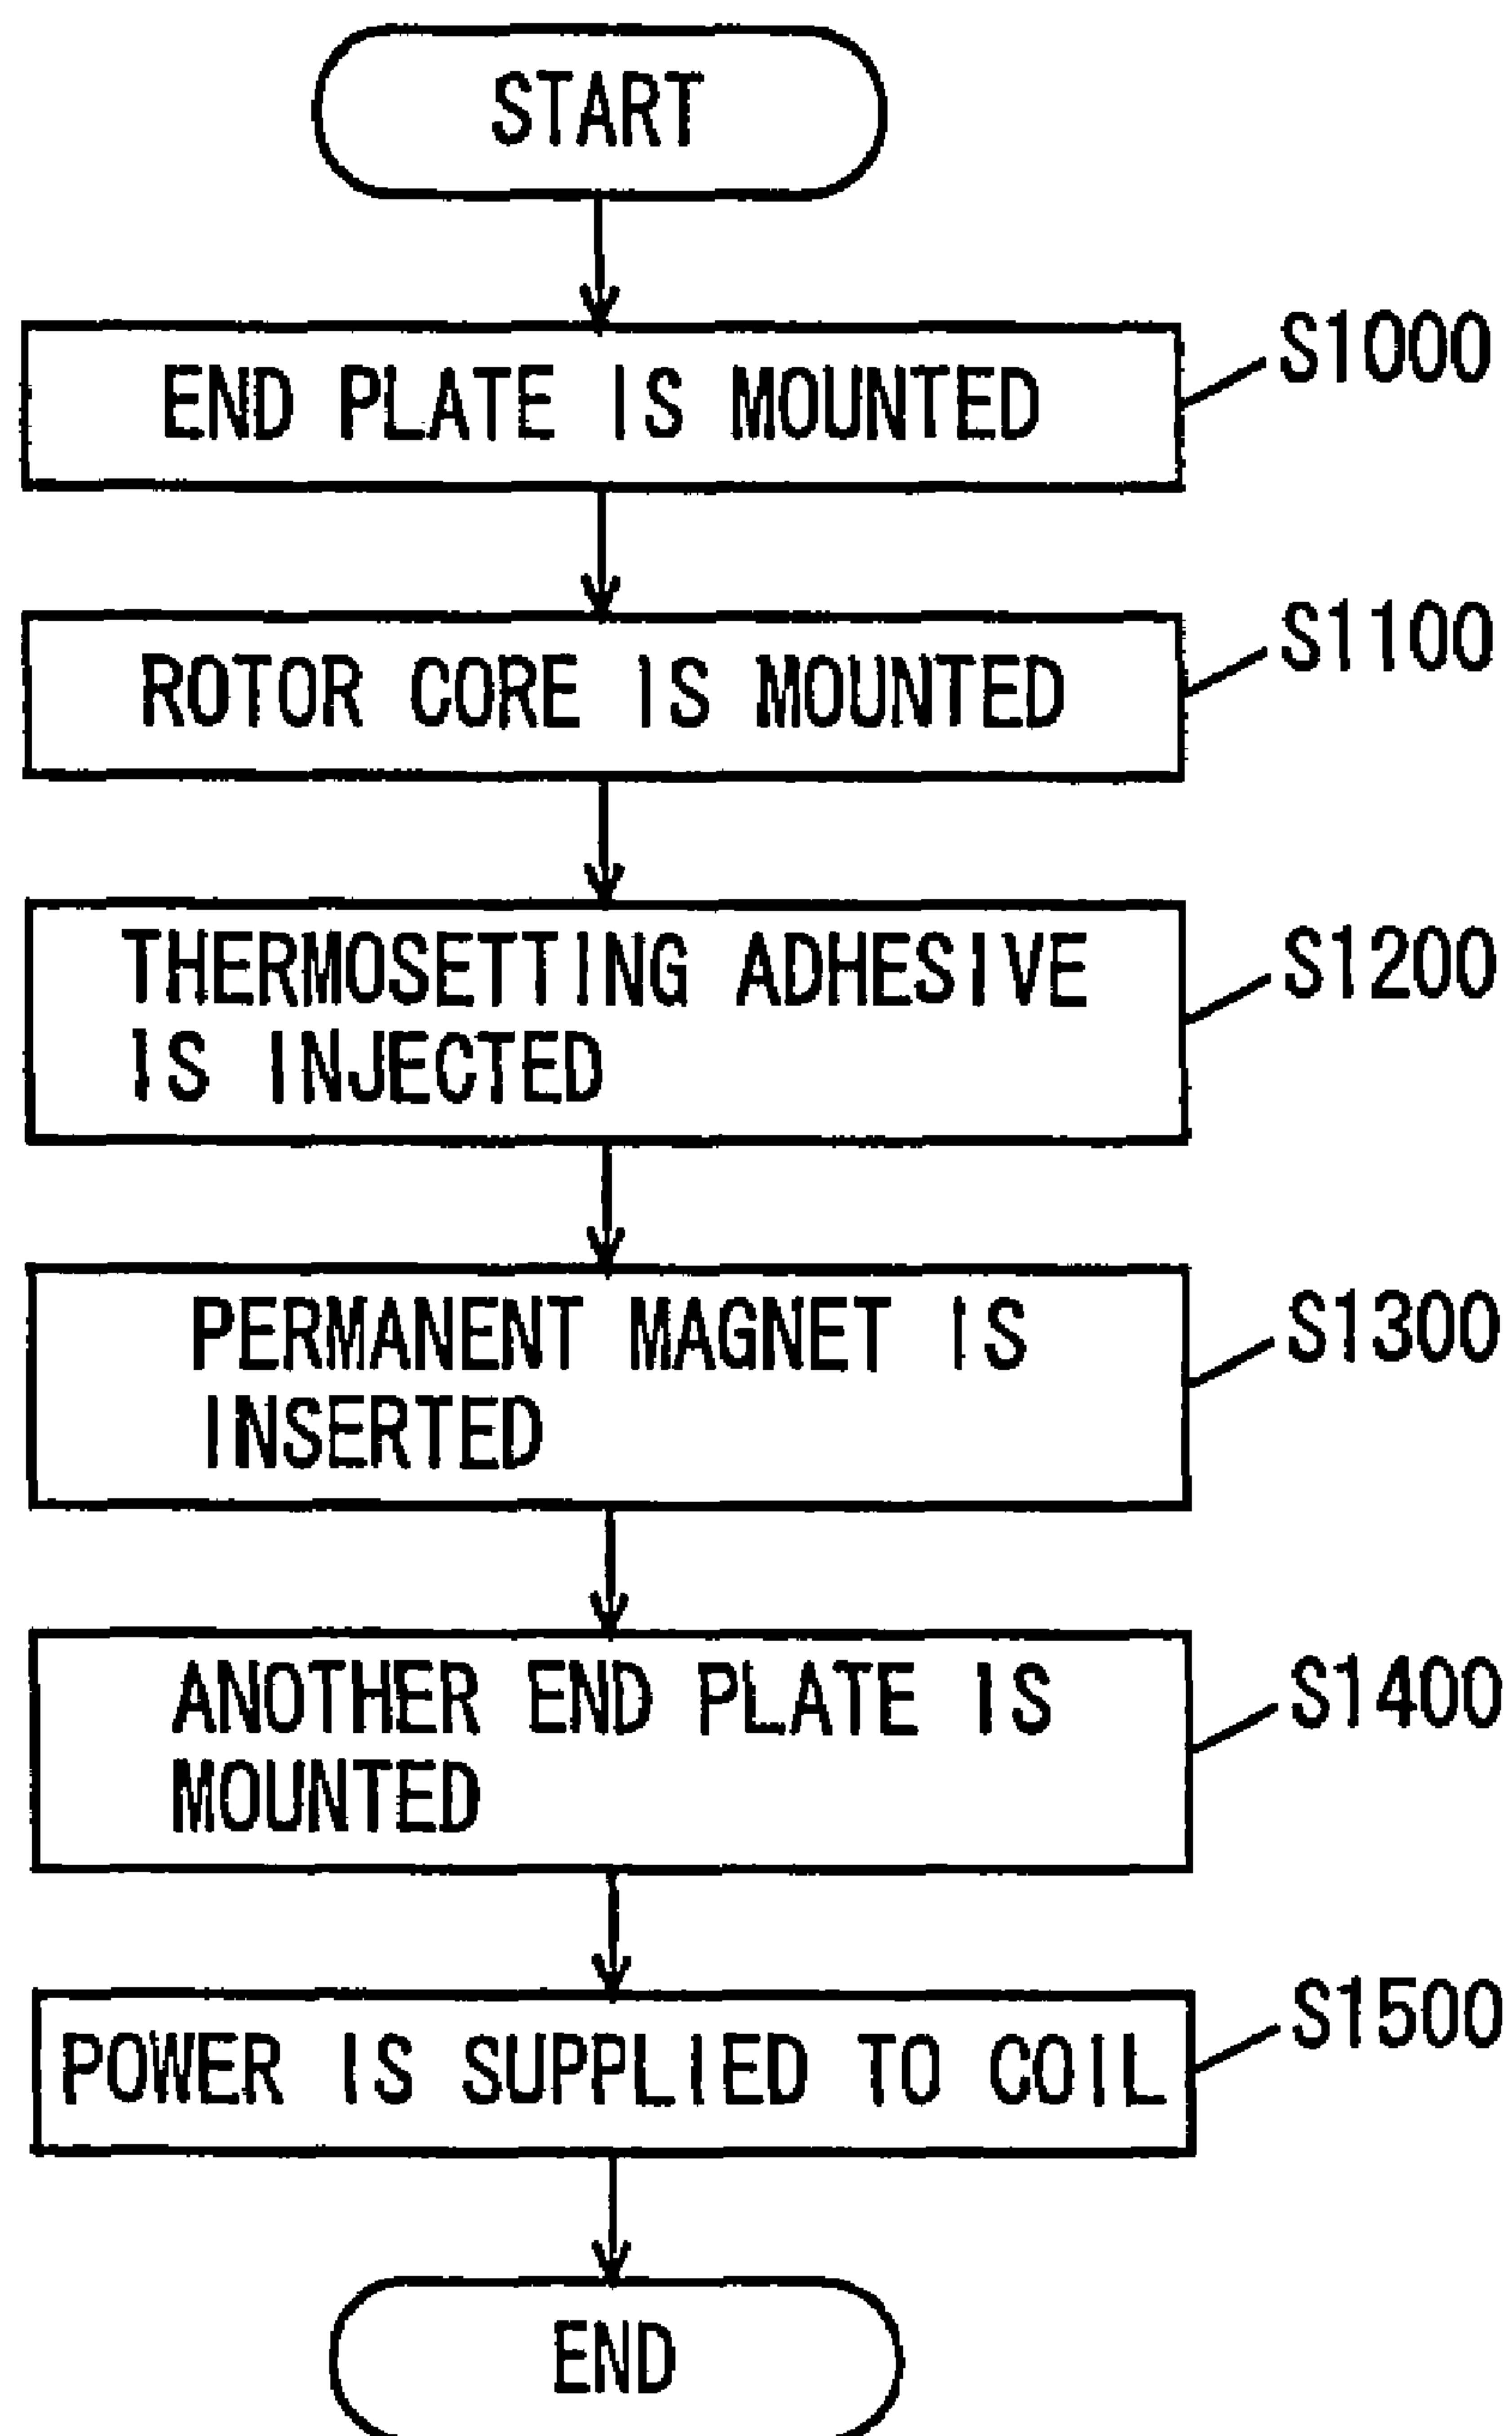 START
END PLATE IS MOUNTED
S1000
ROTOR CORE IS MOUNTED
S1100
THERMOSETTING ADHESIVE
IS INJECTED
S1200
PERMANENT MAGNET IS
INSERTED
S1300
ANOTHER END PLATE IS
MOUNTED
S1400
POWER IS SUPPLIED TO COIL
S1500
END